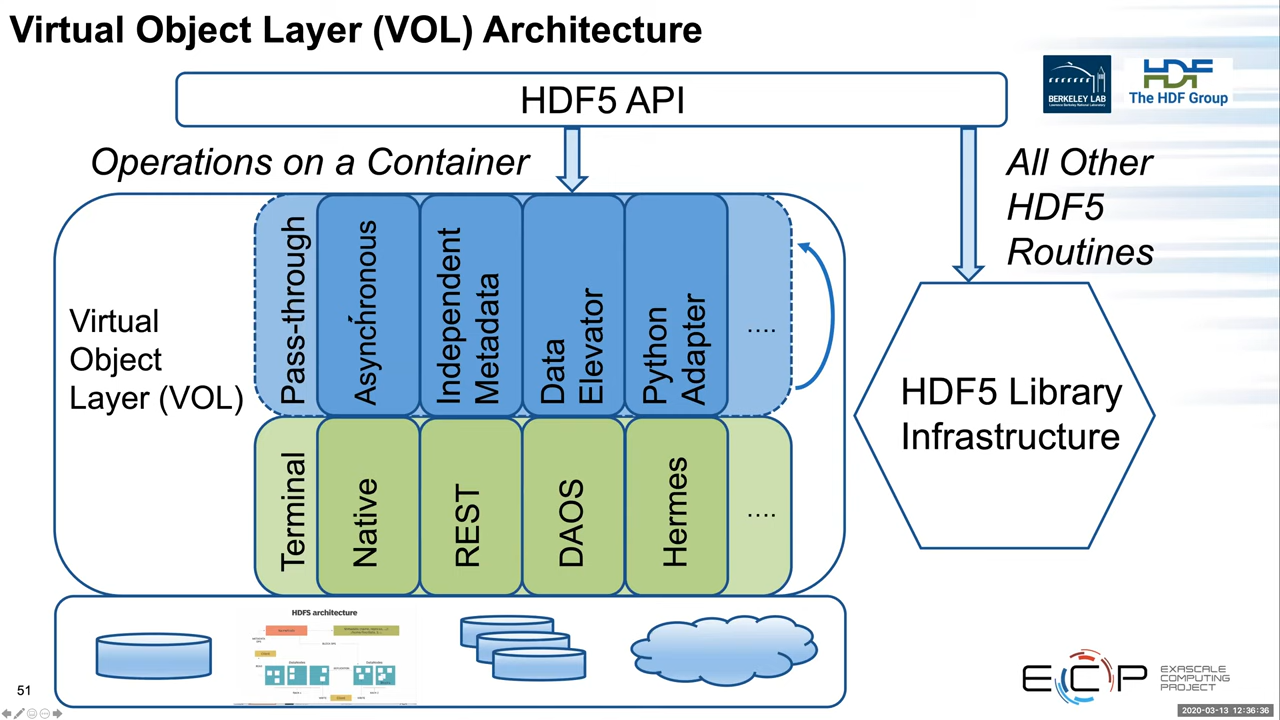 Virtual Object Layer (VOL) Architecture
HDF5 API
BERKELEY LAB
The HDF Group
Operations on a Container
All Other
HDF5
Routines
Virtual
Object
Layer (VOL)
Pass-through
Asynchronous
Independent
Metadata
Data
Elevator
Python
Adapter
....
Terminal
Native
REST
DAOS
Hermes
....
HDF5 Library
Infrastructure
HDFS architecture
ECP
EXASCALE
COMPUTING
PROJECT
51
2020-03-13 12:36:36